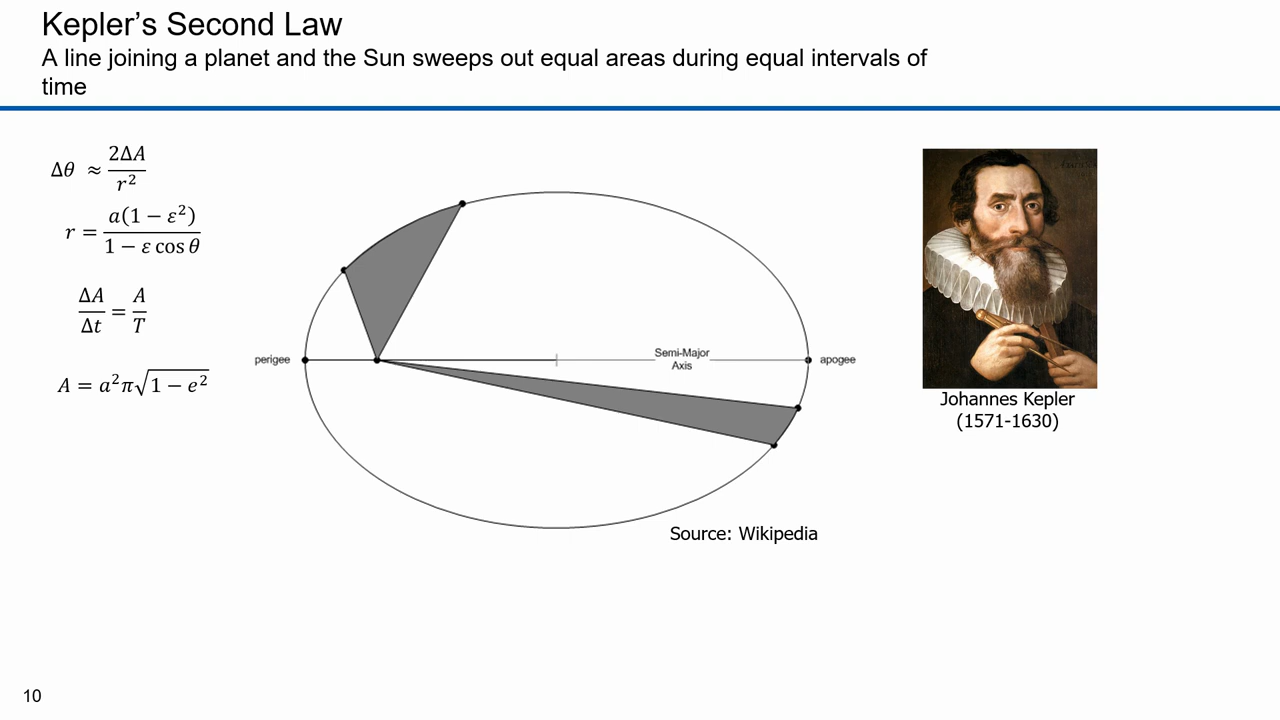 Kepler’s Second Law
A line joining a planet and the Sun sweeps out equal areas during equal intervals of
time
Δθ ≈ 2ΔA / r²
r = a(1 − ε²) / 1 − ε cos θ
ΔA / Δt = A / T
A = a²π√1 − e²
perigee
Semi-Major
Axis
apogee
Johannes Kepler
(1571-1630)
Source: Wikipedia
10